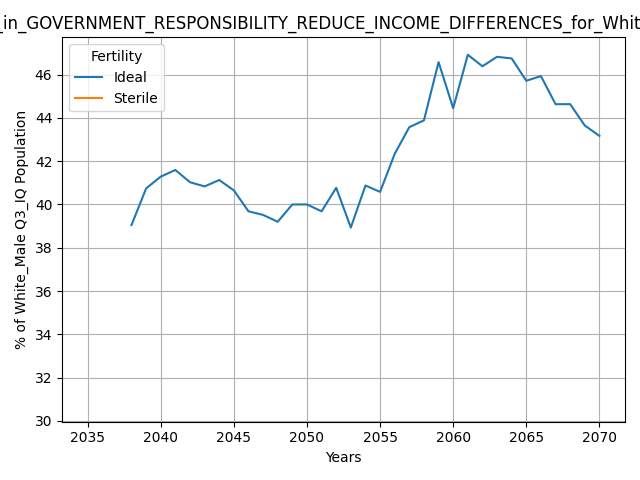 _in_GOVERNMENT_RESPONSIBILITY_REDUCE_INCOME_DIFFERENCES_for_Whit
Fertility
Ideal
Sterile
% of White_Male Q3_IQ Population
46
44
42
40
38
36
34
32
30
2035 2040 2045 2050 2055 2060 2065 2070
Years